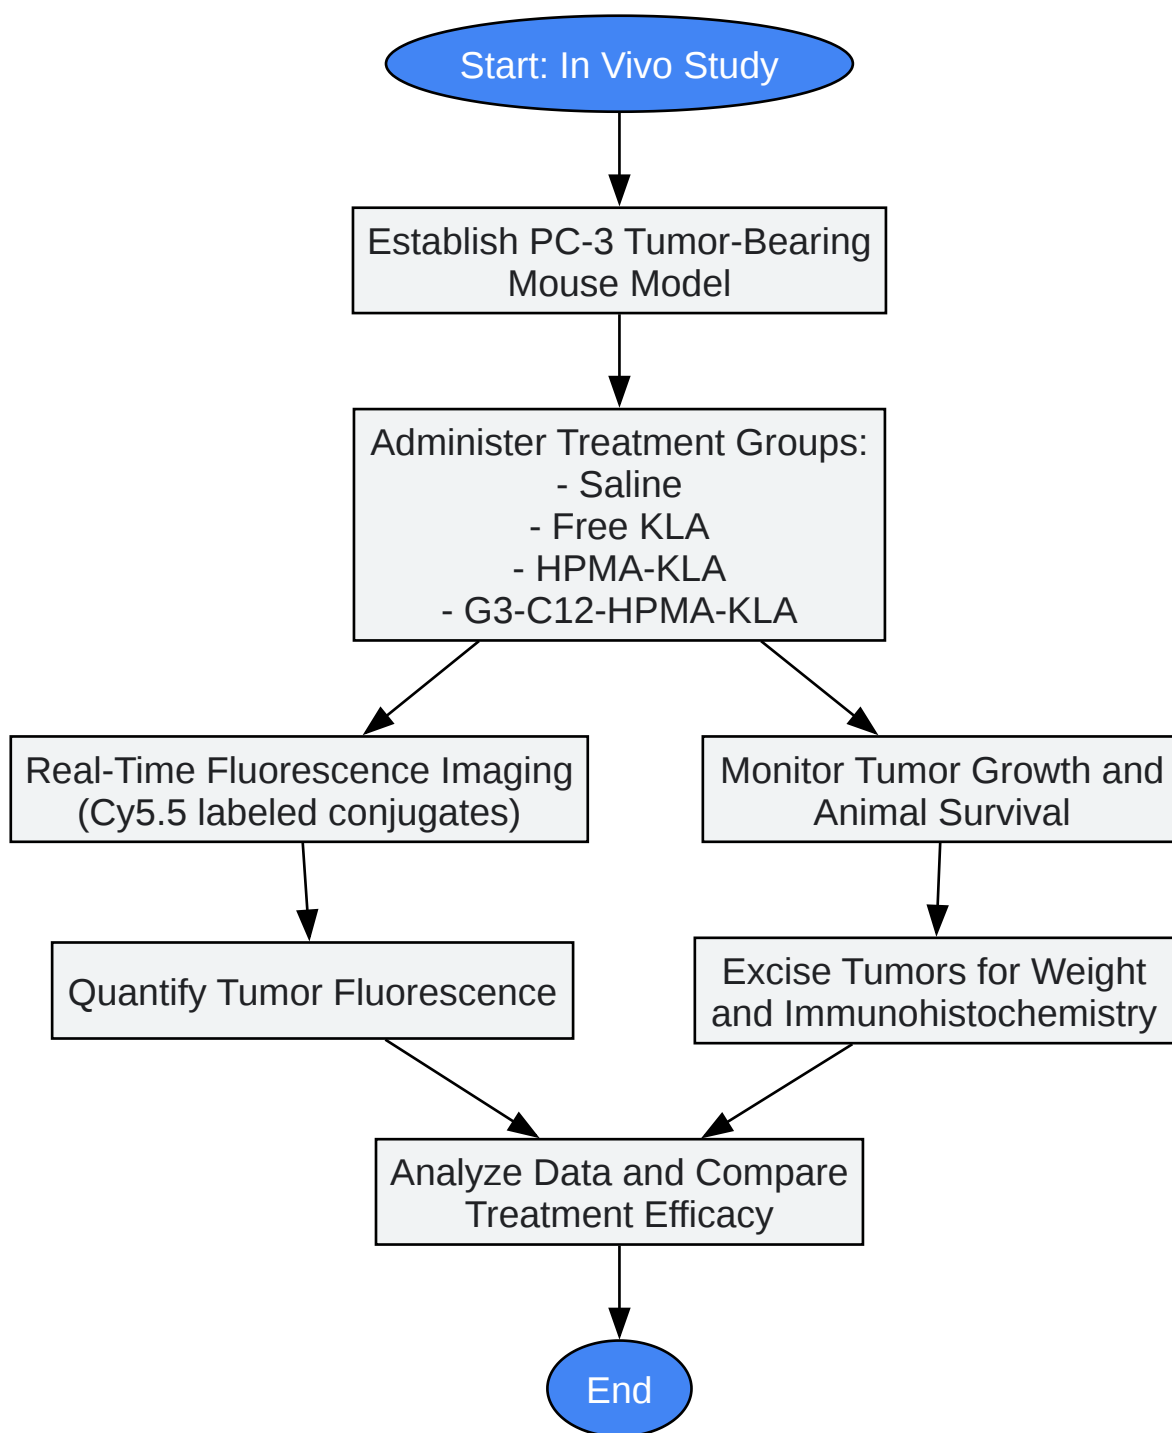 Start: In Vivo Study
Establish PC-3 Tumor-Bearing
Mouse Model
Administer Treatment Groups:
- Saline
- Free KLA
- HPMA-KLA
- G3-C12-HPMA-KLA
Real-Time Fluorescence Imaging
(Cy5.5 labeled conjugates)
Monitor Tumor Growth and
Animal Survival
Quantify Tumor Fluorescence
Excise Tumors for Weight
and Immunohistochemistry
Analyze Data and Compare
Treatment Efficacy
End